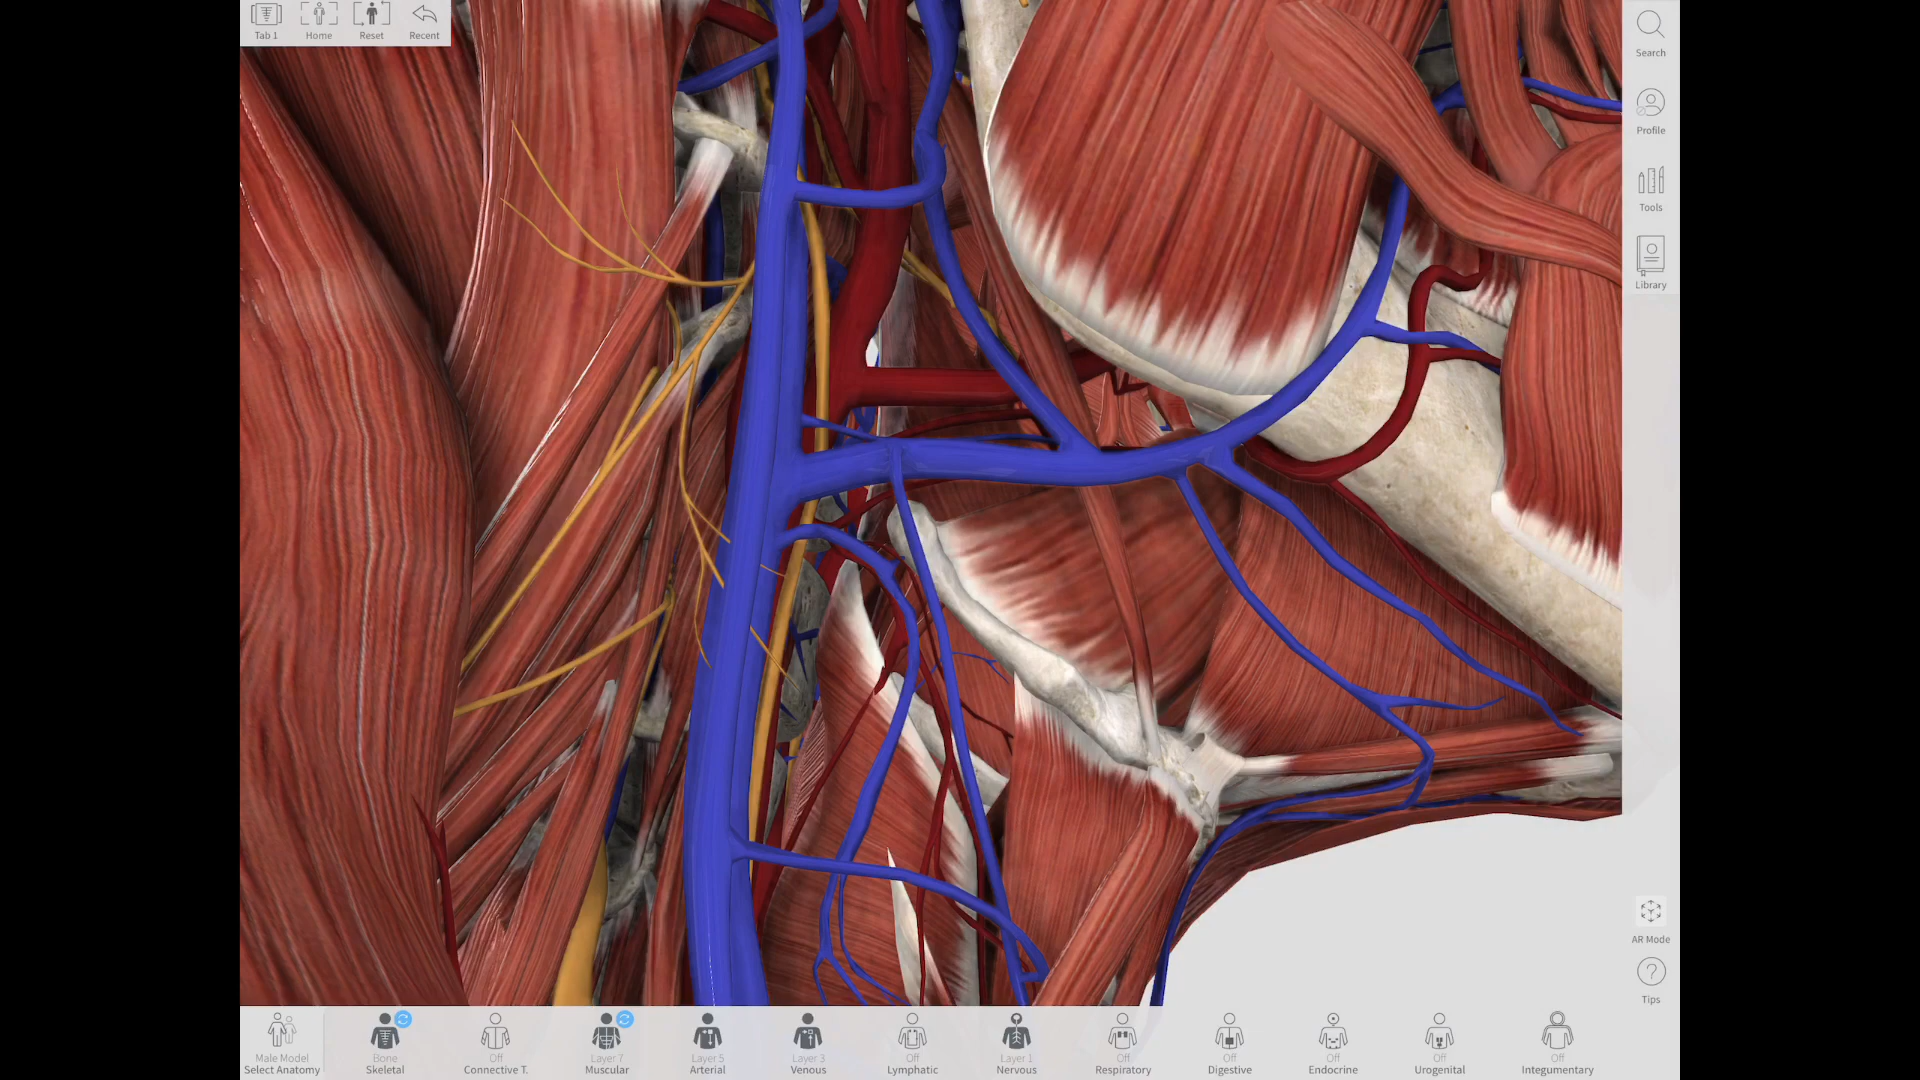 Tab 1
Home
Reset
Recent
Search
Profile
Tools
Library
AR Mode
Tips
Male Model
Select Anatomy
Bone
Skeletal
Off
Connective T.
Layer 7
Muscular
Layer 5
Arterial
Layer 3
Venous
Off
Lymphatic
Layer 1
Nervous
Off
Respiratory
Off
Digestive
Off
Endocrine
Off
Urogenital
Off
Integumentary